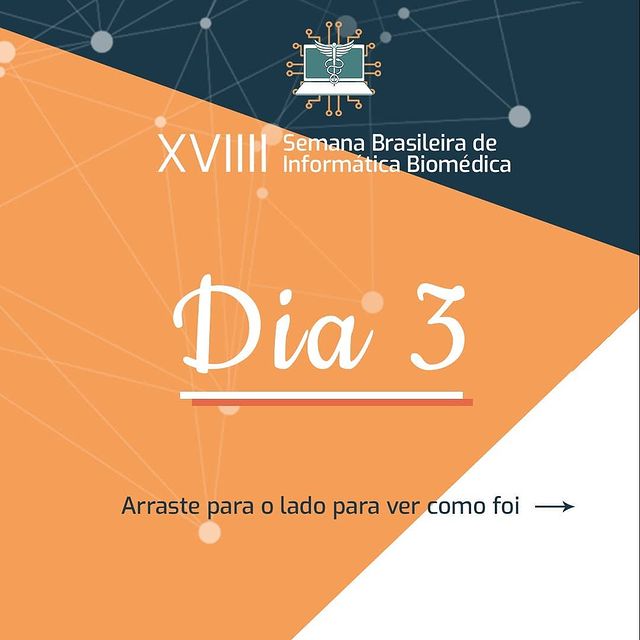 XVIIII
Semana Brasileira de
Informática Biomédica
Dia 3
Arraste para o lado para ver como foi